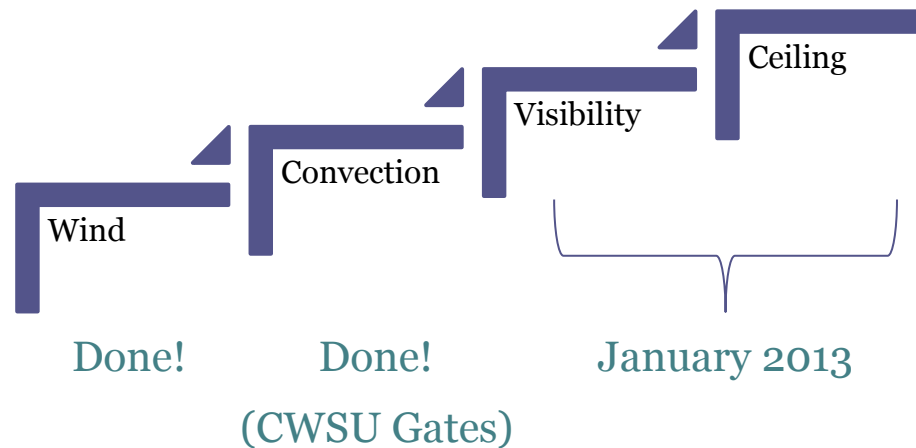 Wind
Convection
Visibility
Ceiling
Done!
Done!
(CWSU Gates)
January 2013